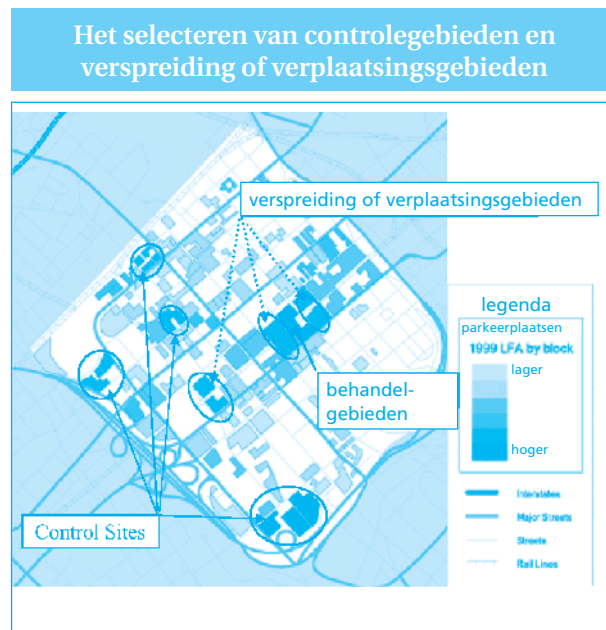 Het selecteren van controlegebieden en
verspreiding of verplaatsingsgebieden
verspreiding of verplaatsingsgebieden
behandel-
gebieden
Control Sites
legenda
parkeerplaatsen
1999 LFA by block
lager
hoger
Interstates
Major Streets
Streets
Rail Lines